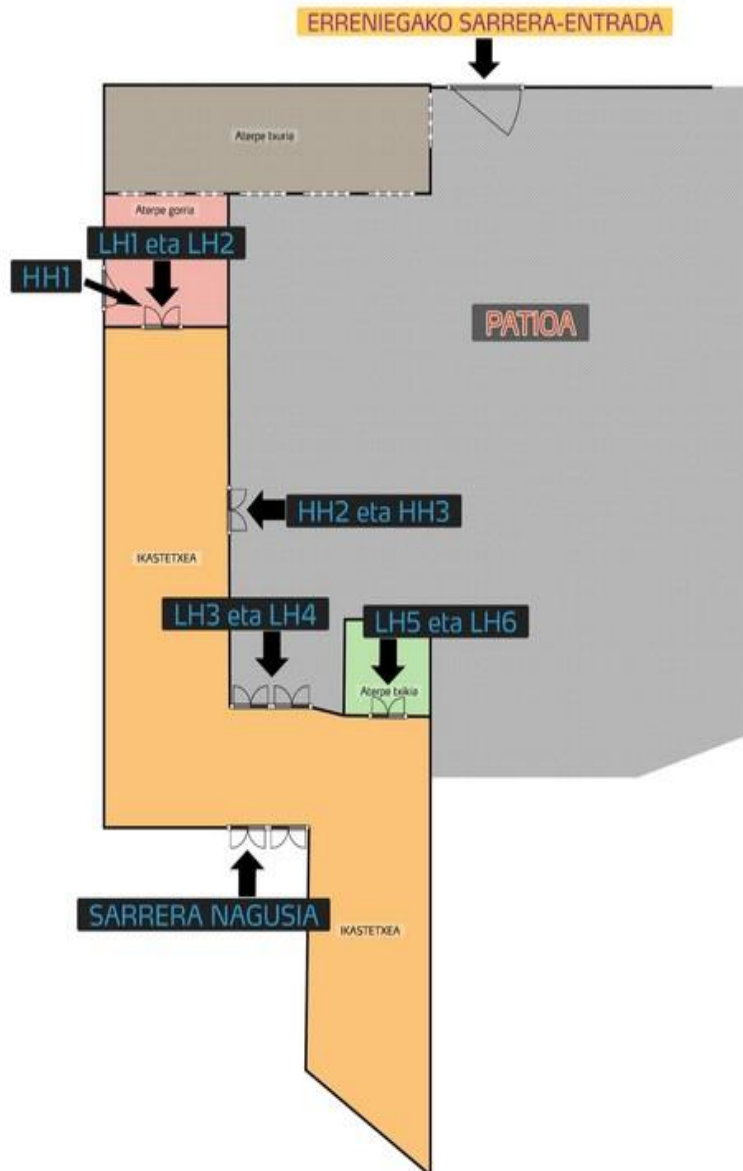 ERRENIEGAKO SARRERA-ENTRADA
Aterpe txuria
Aterpe gorria
LH1 eta LH2
HH1
PATIOA
HH2 eta HH3
IKASTETXEA
LH3 eta LH4
LH5 eta LH6
Aterpe txikia
SARRERA NAGUSIA
IKASTETXEA